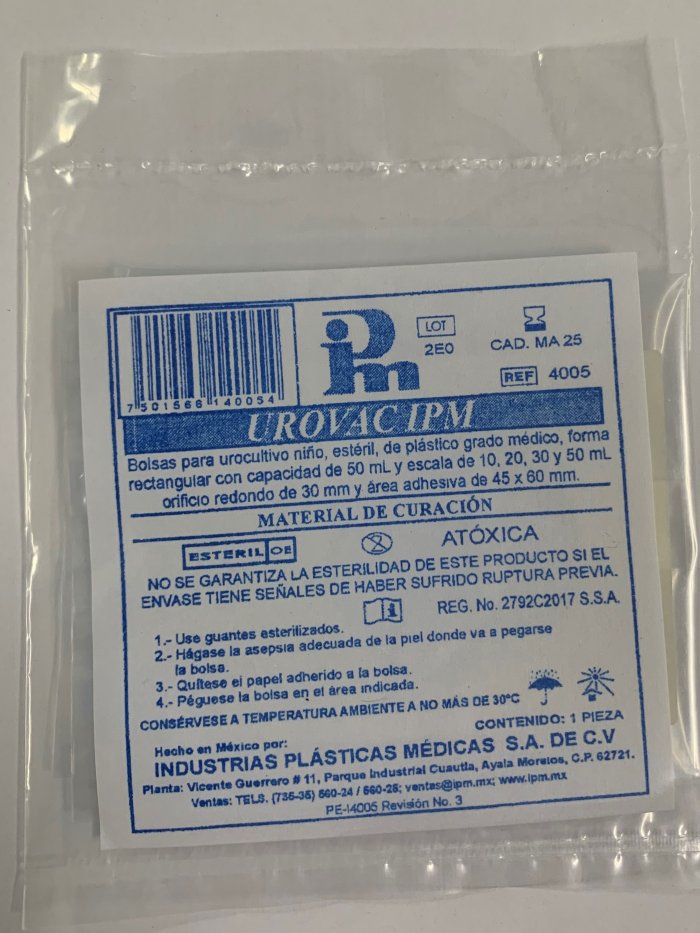 7 501566 140054
ipm
LOT
2E0
CAD. MA 25
REF 4005
UROVAC IPM
Bolsas para urocultivo niño, estéril, de plástico grado médico, forma
rectangular con capacidad de 50 mL y escala de 10, 20, 30 y 50 mL
orificio redondo de 30 mm y área adhesiva de 45 x 60 mm.
MATERIAL DE CURACIÓN
ESTERIL OE
2
ATÓXICA
NO SE GARANTIZA LA ESTERILIDAD DE ESTE PRODUCTO SI EL
ENVASE TIENE SEÑALES DE HABER SUFRIDO RUPTURA PREVIA.
REG. No. 2792C2017 S.S.A.
1.- Use guantes esterilizados.
2.- Hágase la asepsia adecuada de la piel donde va a pegarse
la bolsa.
3.- Quítese el papel adherido a la bolsa.
4.- Péguese la bolsa en el área indicada.
CONSÉRVESE A TEMPERATURA AMBIENTE A NO MÁS DE 30ºC
CONTENIDO: 1 PIEZA
Hecho en México por:
INDUSTRIAS PLÁSTICAS MÉDICAS S.A. DE C.V
Planta: Vicente Guerrero # 11, Parque Industrial Cuautla, Ayala Morelos, C.P. 62721.
Ventas: TELS. (735-35) 560-24 / 560-25; ventas@ipm.mx; www.ipm.mx
PE-I4005 Revisión No. 3